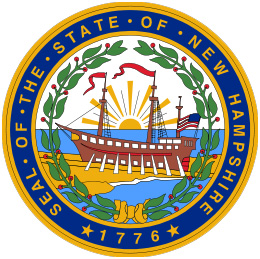 SEAL · OF · THE · STATE · OF · NEW HAMPSHIRE
★ 1776 ★